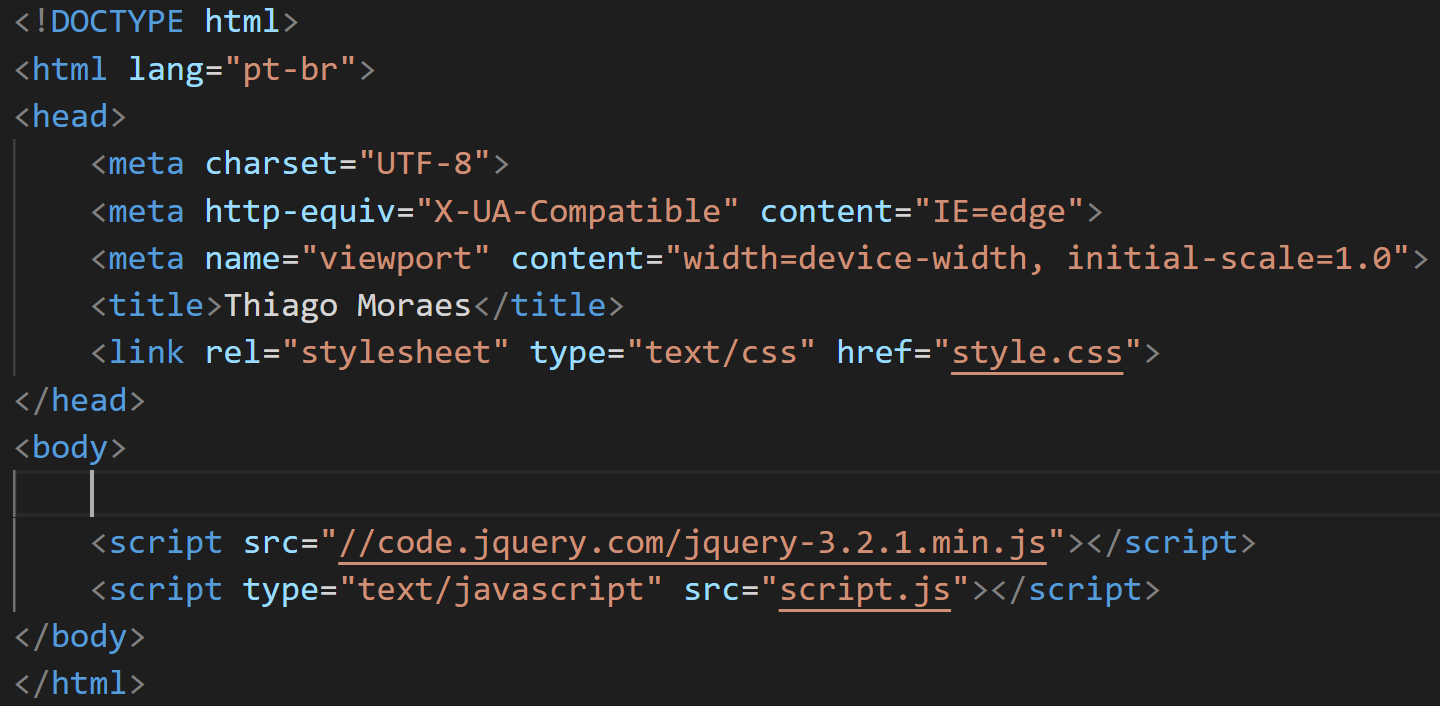 <!DOCTYPE html>
<html lang="pt-br">
<head>
    <meta charset="UTF-8">
    <meta http-equiv="X-UA-Compatible" content="IE=edge">
    <meta name="viewport" content="width=device-width, initial-scale=1.0">
    <title>Thiago Moraes</title>
    <link rel="stylesheet" type="text/css" href="style.css">
</head>
<body>
    <script src="//code.jquery.com/jquery-3.2.1.min.js"></script>
    <script type="text/javascript" src="script.js"></script>
</body>
</html>